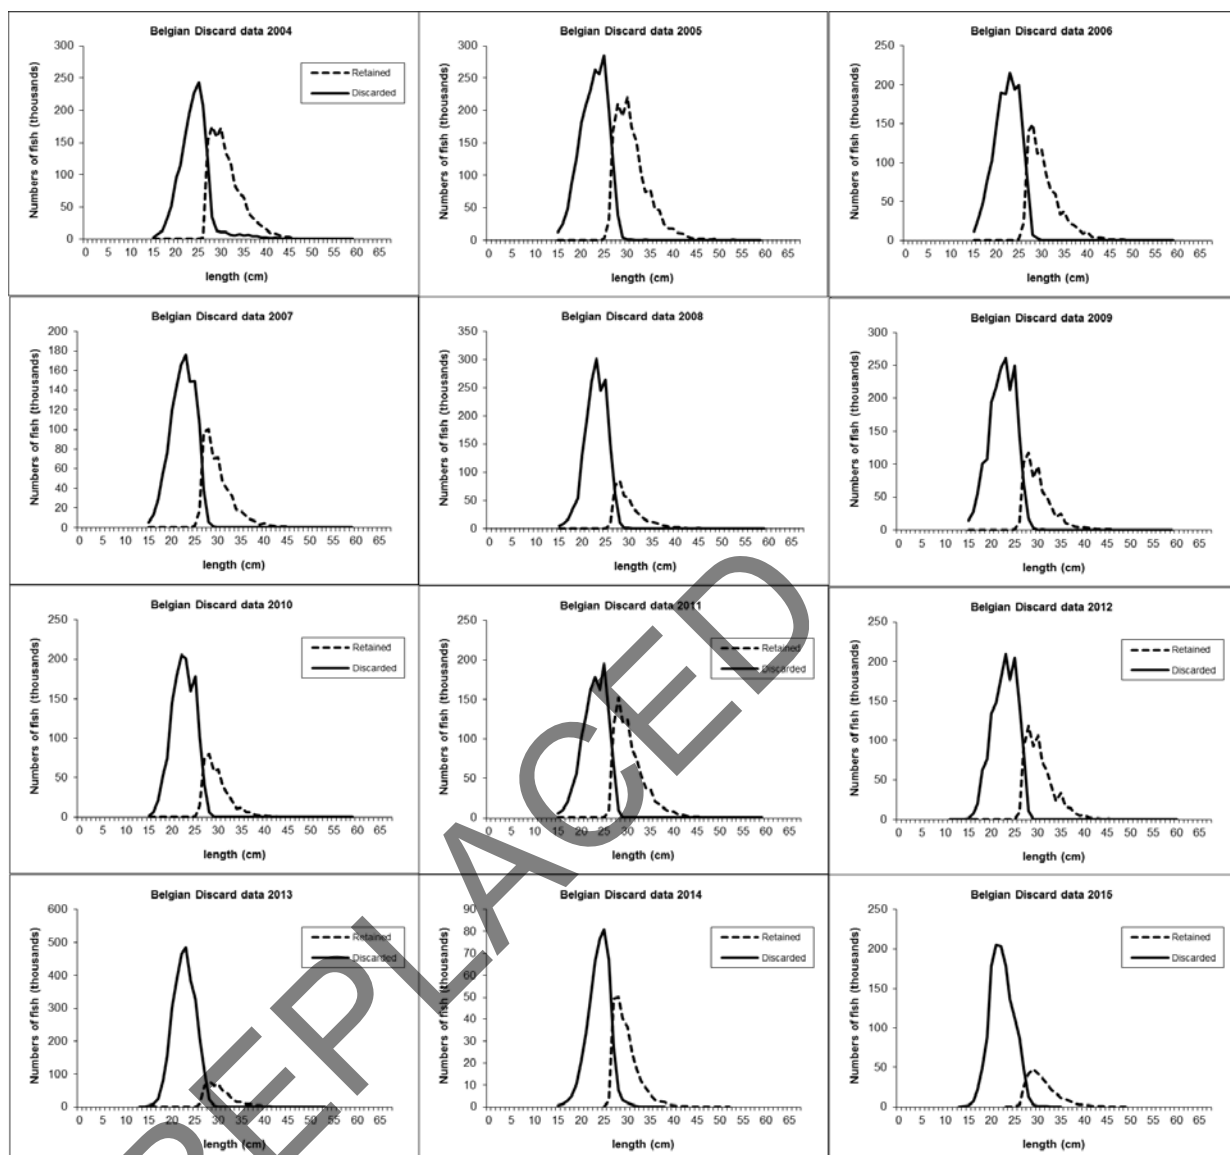 Belgian Discard data 2004
Numbers of fish (thousands)
300
250
200
150
100
50
0
0 5 10 15 20 25 30 35 40 45 50 55 60 65
length (cm)
Retained
Discarded
Belgian Discard data 2005
Numbers of fish (thousands)
300
250
200
150
100
50
0
0 5 10 15 20 25 30 35 40 45 50 55 60 65
length (cm)
Belgian Discard data 2006
Numbers of fish (thousands)
250
200
150
100
50
0
0 5 10 15 20 25 30 35 40 45 50 55 60 65
length (cm)
Belgian Discard data 2007
Numbers of fish (thousands)
200
180
160
140
120
100
80
60
40
20
0
0 5 10 15 20 25 30 35 40 45 50 55 60 65
length (cm)
Belgian Discard data 2008
Numbers of fish (thousands)
350
300
250
200
150
100
50
0
0 5 10 15 20 25 30 35 40 45 50 55 60 65
length (cm)
Belgian Discard data 2009
Numbers of fish (thousands)
300
250
200
150
100
50
0
0 5 10 15 20 25 30 35 40 45 50 55 60 65
length (cm)
Belgian Discard data 2010
Numbers of fish (thousands)
250
200
150
100
50
0
0 5 10 15 20 25 30 35 40 45 50 55 60 65
length (cm)
Retained
Discarded
Belgian Discard data 2011
Numbers of fish (thousands)
250
200
150
100
50
0
0 5 10 15 20 25 30 35 40 45 50 55 60 65
length (cm)
Retained
Discarded
Belgian Discard data 2012
Numbers of fish (thousands)
250
200
150
100
50
0
0 5 10 15 20 25 30 35 40 45 50 55 60 65
length (cm)
Retained
Discarded
Belgian Discard data 2013
Numbers of fish (thousands)
600
500
400
300
200
100
0
0 5 10 15 20 25 30 35 40 45 50 55 60 65
length (cm)
Retained
Discarded
Belgian Discard data 2014
Numbers of fish (thousands)
90
80
70
60
50
40
30
20
10
0
0 5 10 15 20 25 30 35 40 45 50 55 60 65
length (cm)
Retained
Discarded
Belgian Discard data 2015
Numbers of fish (thousands)
250
200
150
100
50
0
0 5 10 15 20 25 30 35 40 45 50 55 60 65
length (cm)
Retained
Discarded
REPLACED